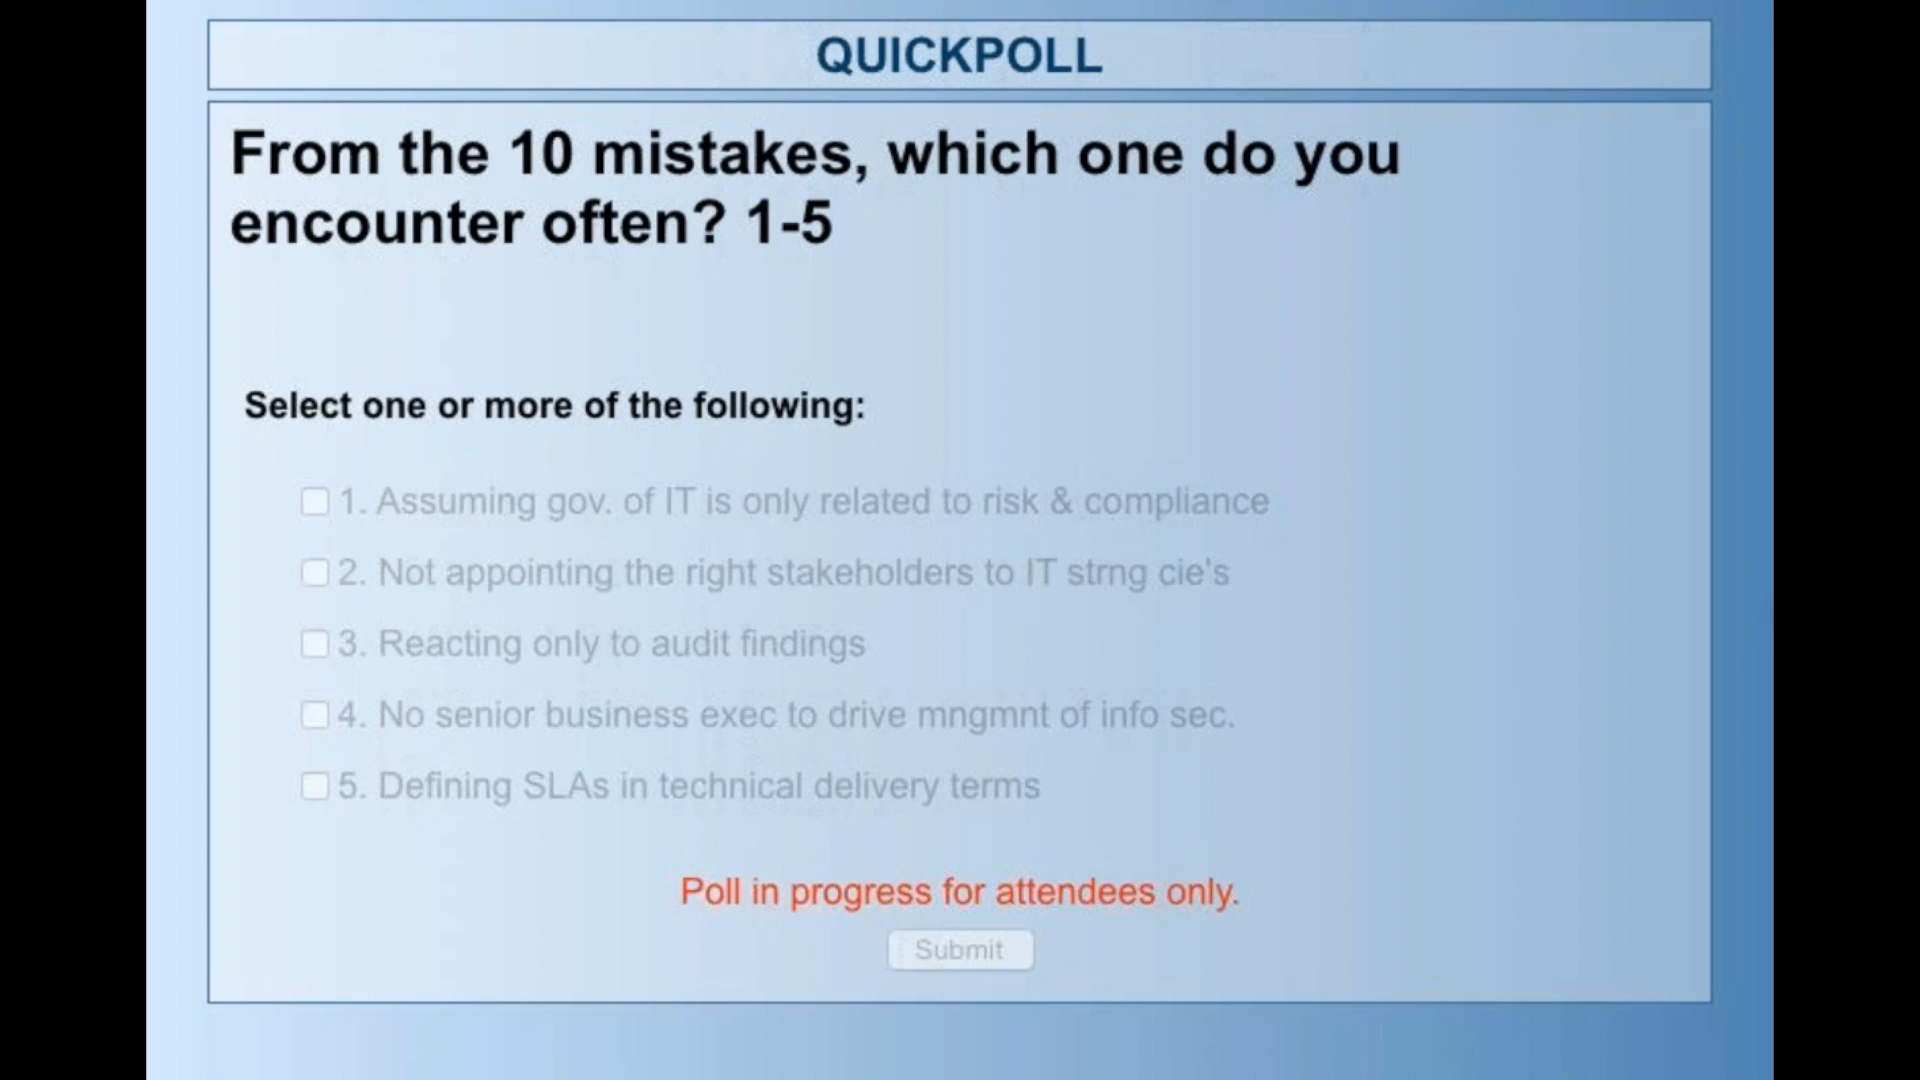 QUICKPOLL
From the 10 mistakes, which one do you
encounter often? 1-5
Select one or more of the following:
1. Assuming gov. of IT is only related to risk & compliance
2. Not appointing the right stakeholders to IT strng cie's
3. Reacting only to audit findings
4. No senior business exec to drive mngmnt of info sec.
5. Defining SLAs in technical delivery terms
Poll in progress for attendees only.
Submit